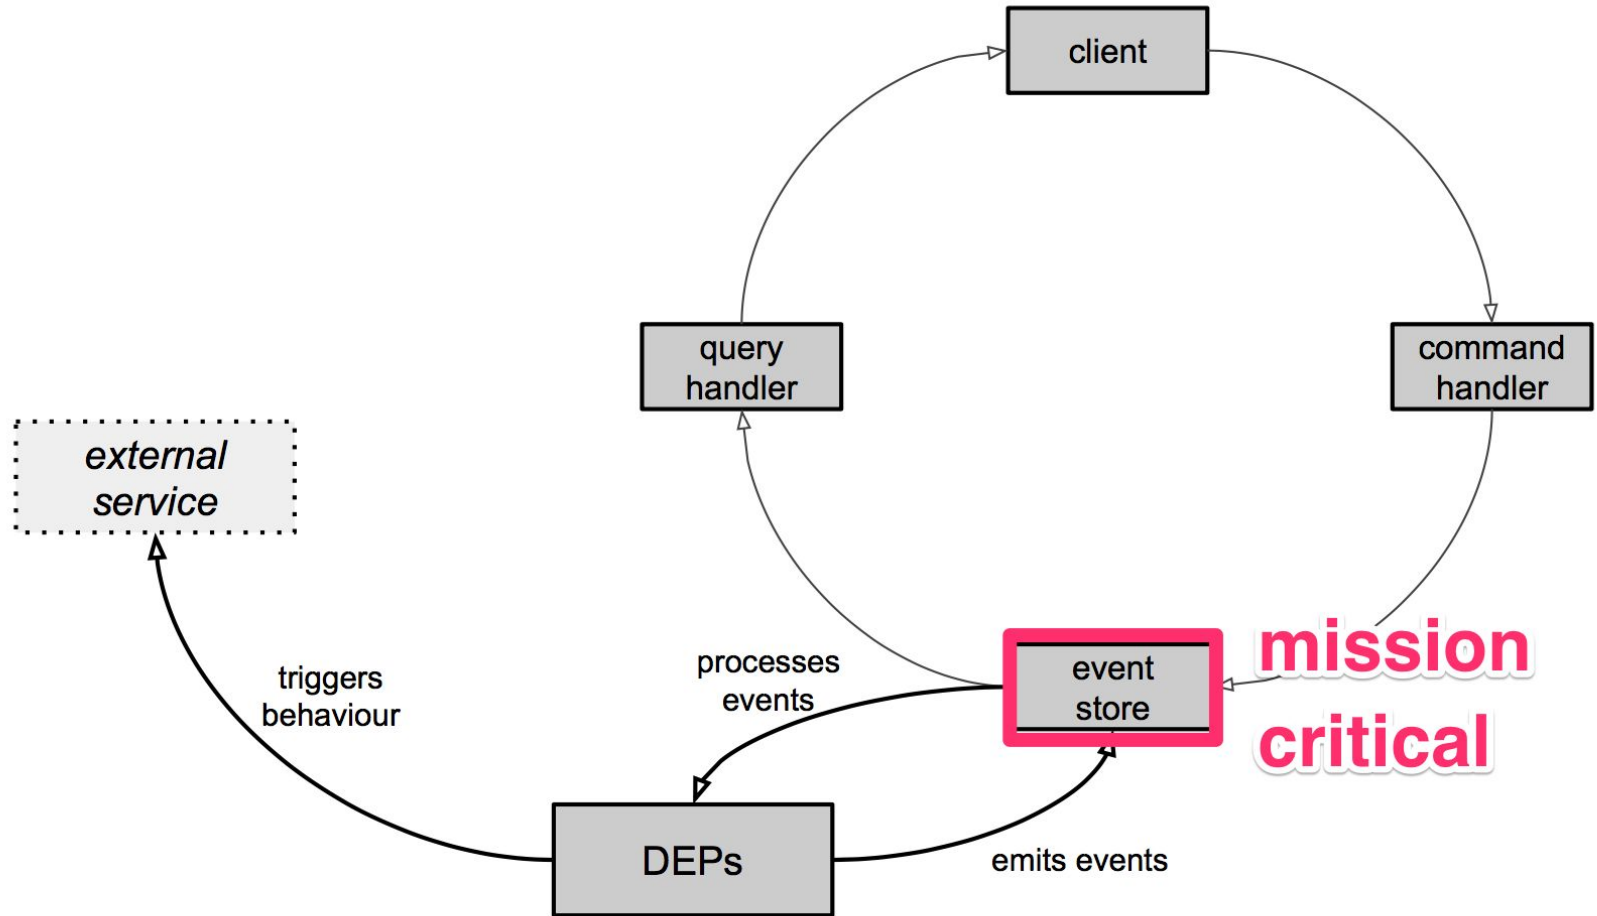 client
query
handler
command
handler
external
service
triggers
behaviour
processes
events
event
store
mission
critical
DEPs
emits events